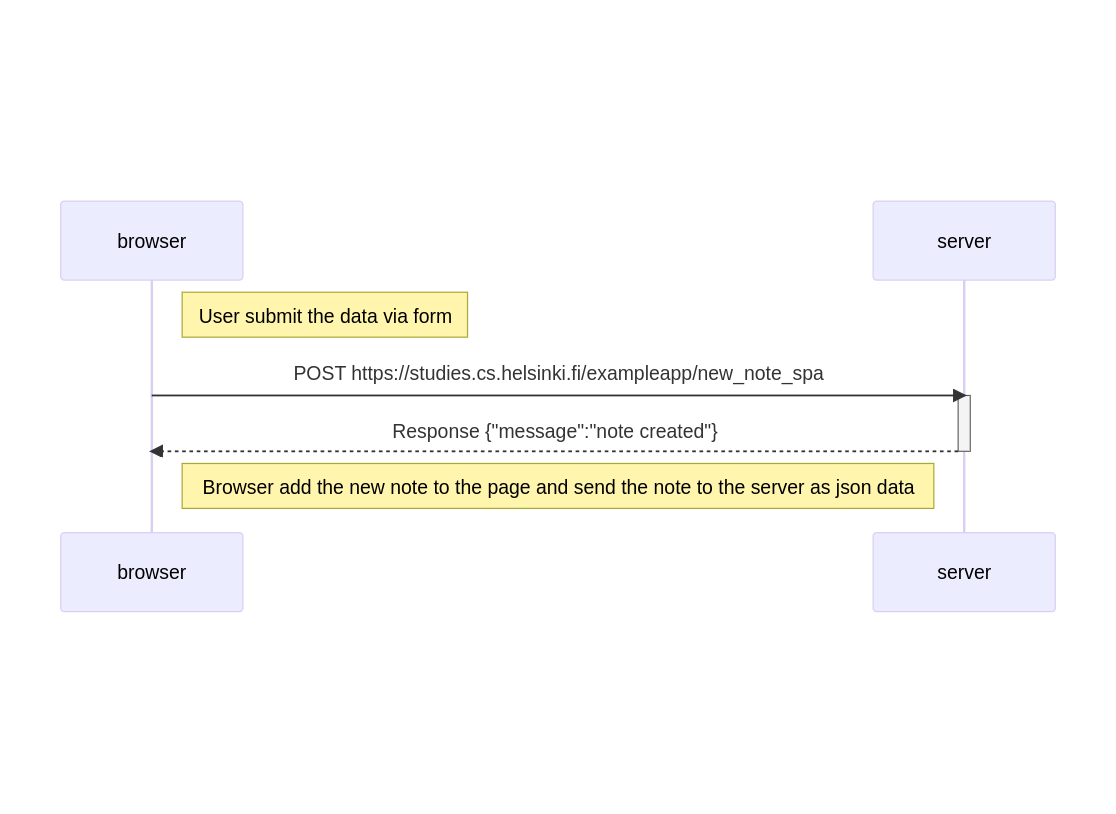 browser
server
User submit the data via form
POST https://studies.cs.helsinki.fi/exampleapp/new_note_spa
Response {"message":"note created"}
Browser add the new note to the page and send the note to the server as json data
browser
server